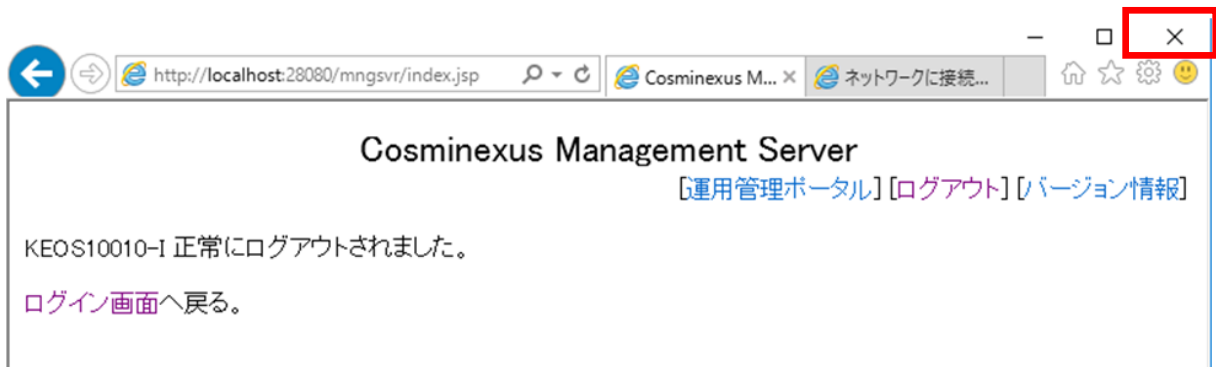 http://localhost:28080/mngsvr/index.jsp
Cosminexus M...
ネットワークに接続...
Cosminexus Management Server
[運用管理ポータル] [ログアウト] [バージョン情報]
KEOS10010-I 正常にログアウトされました。
ログイン画面へ戻る。